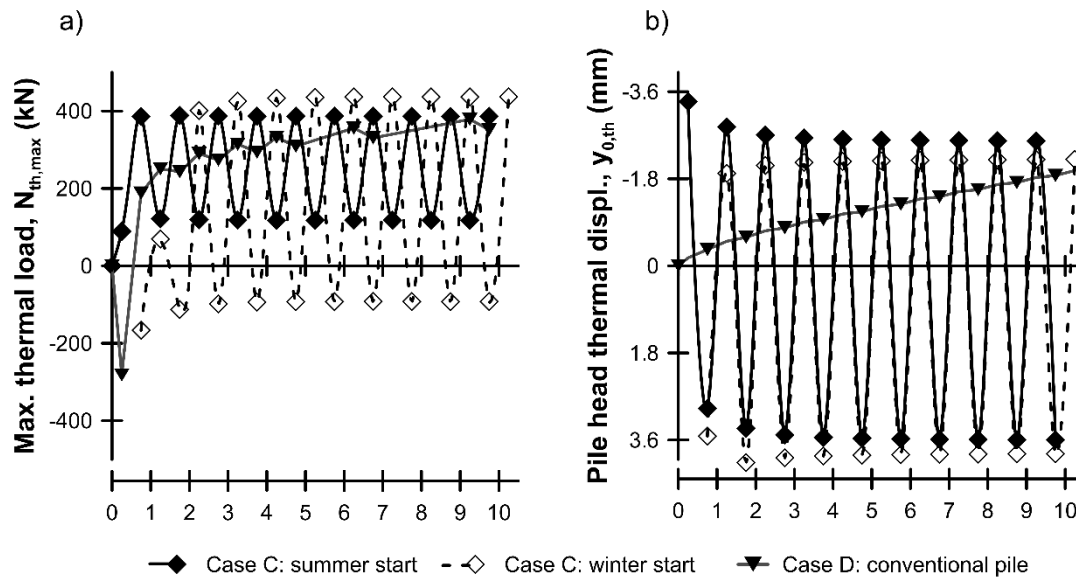 a)
Max. thermal load, N_th,max (kN)
400
200
0
-200
-400
0 1 2 3 4 5 6 7 8 9 10
b)
Pile head thermal displ., y_0,th (mm)
-3.6
-1.8
0
1.8
3.6
0 1 2 3 4 5 6 7 8 9 10
Case C: summer start Case C: winter start Case D: conventional pile